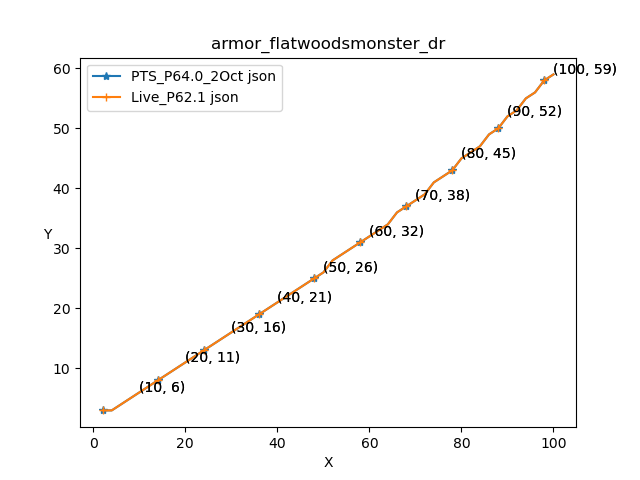 armor_flatwoodsmonster_dr
PTS_P64.0_2Oct json
Live_P62.1 json
(100, 59)
(90, 52)
(80, 45)
(70, 38)
(60, 32)
(50, 26)
(40, 21)
(30, 16)
(20, 11)
(10, 6)
60
50
40
30
20
10
Y
0 20 40 60 80 100
X